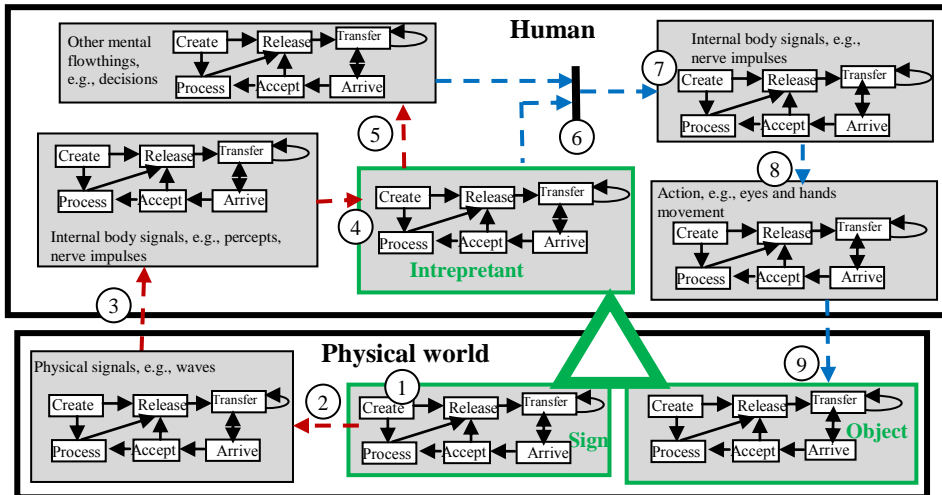 Human
Other mental
flowthings,
e.g., decisions
Create
Release
Transfer
Process
Accept
Arrive
5
6
7
Internal body signals, e.g.,
nerve impulses
Create
Release
Transfer
Process
Accept
Arrive
8
Create
Release
Transfer
Process
Accept
Arrive
Internal body signals, e.g., percepts,
nerve impulses
4
Create
Release
Transfer
Process
Accept
Arrive
Intrepretant
Action, e.g., eyes and hands
movement
Create
Release
Transfer
Process
Accept
Arrive
3
9
Physical world
Physical signals, e.g., waves
Create
Release
Transfer
Process
Accept
Arrive
2
1
Create
Release
Transfer
Process
Accept
Arrive
Sign
Create
Release
Transfer
Process
Accept
Arrive
Object